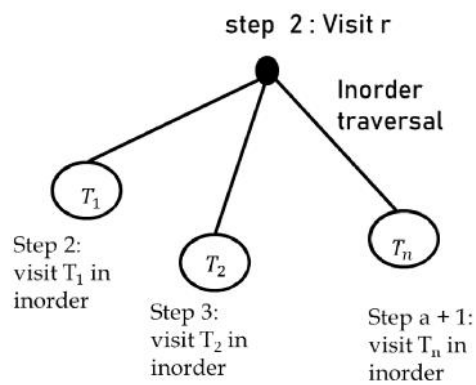 step 2 : Visit r
Inorder
traversal
T₁
Step 2:
visit T₁ in
inorder
T₂
Step 3:
visit T₂ in
inorder
Tₙ
Step a + 1:
visit Tₙ in
inorder